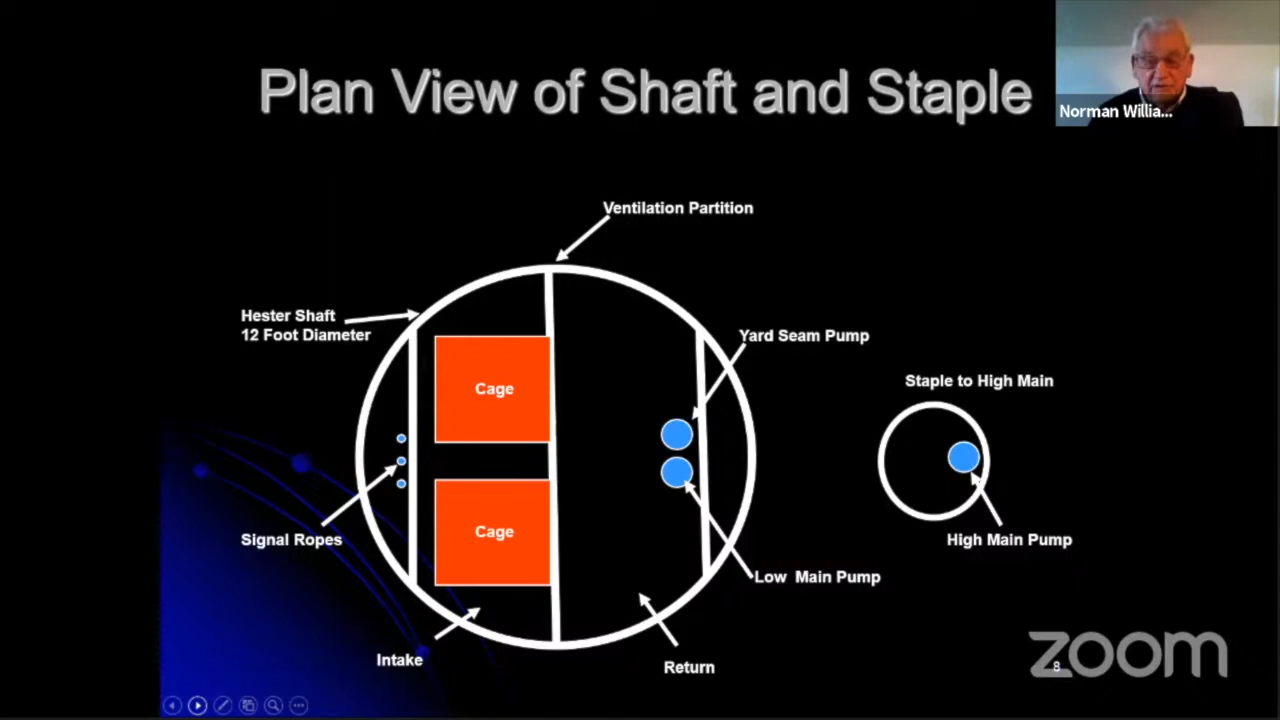 Plan View of Shaft and Staple
Norman Willia...
Ventilation Partition
Hester Shaft
12 Foot Diameter
Yard Seam Pump
Cage
Staple to High Main
Cage
Signal Ropes
High Main Pump
Low Main Pump
Intake
Return
zoom
8